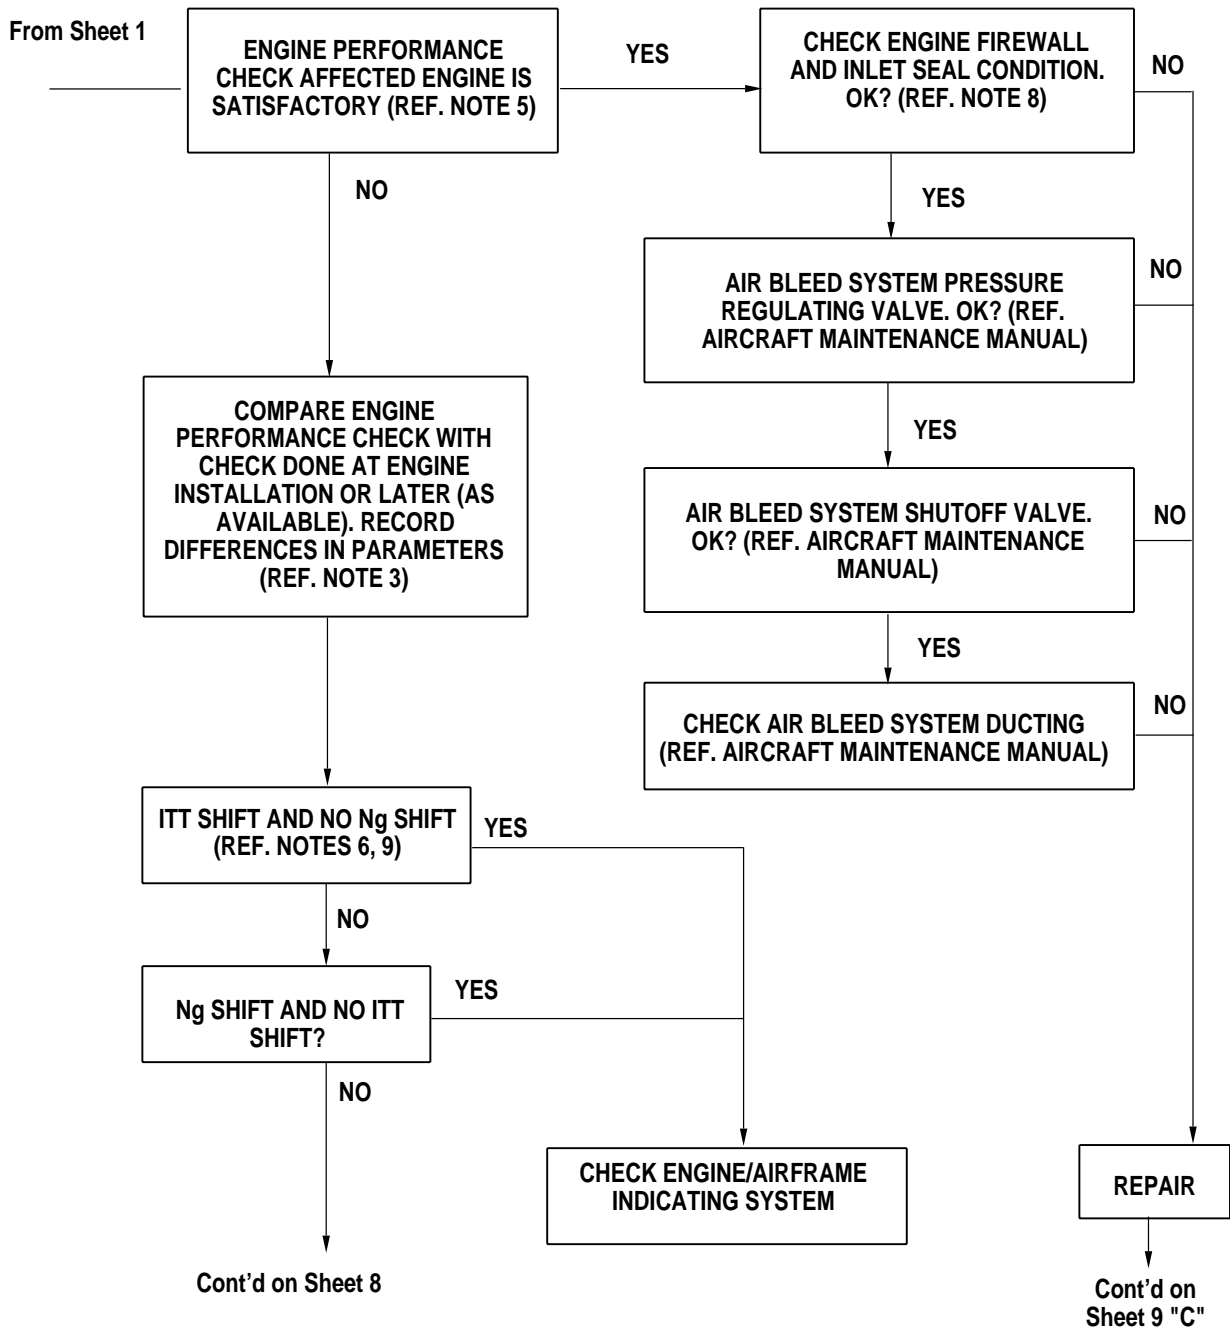 From Sheet 1
ENGINE PERFORMANCE
CHECK AFFECTED ENGINE IS
SATISFACTORY (REF. NOTE 5)
YES
CHECK ENGINE FIREWALL
AND INLET SEAL CONDITION.
OK? (REF. NOTE 8)
NO
NO
YES
AIR BLEED SYSTEM PRESSURE
REGULATING VALVE. OK? (REF.
AIRCRAFT MAINTENANCE MANUAL)
NO
COMPARE ENGINE
PERFORMANCE CHECK WITH
CHECK DONE AT ENGINE
INSTALLATION OR LATER (AS
AVAILABLE). RECORD
DIFFERENCES IN PARAMETERS
(REF. NOTE 3)
YES
AIR BLEED SYSTEM SHUTOFF VALVE.
OK? (REF. AIRCRAFT MAINTENANCE
MANUAL)
NO
YES
CHECK AIR BLEED SYSTEM DUCTING
(REF. AIRCRAFT MAINTENANCE MANUAL)
NO
ITT SHIFT AND NO Ng SHIFT
(REF. NOTES 6, 9)
YES
NO
Ng SHIFT AND NO ITT
SHIFT?
YES
NO
CHECK ENGINE/AIRFRAME
INDICATING SYSTEM
REPAIR
Cont'd on Sheet 8
Cont'd on
Sheet 9 "C"